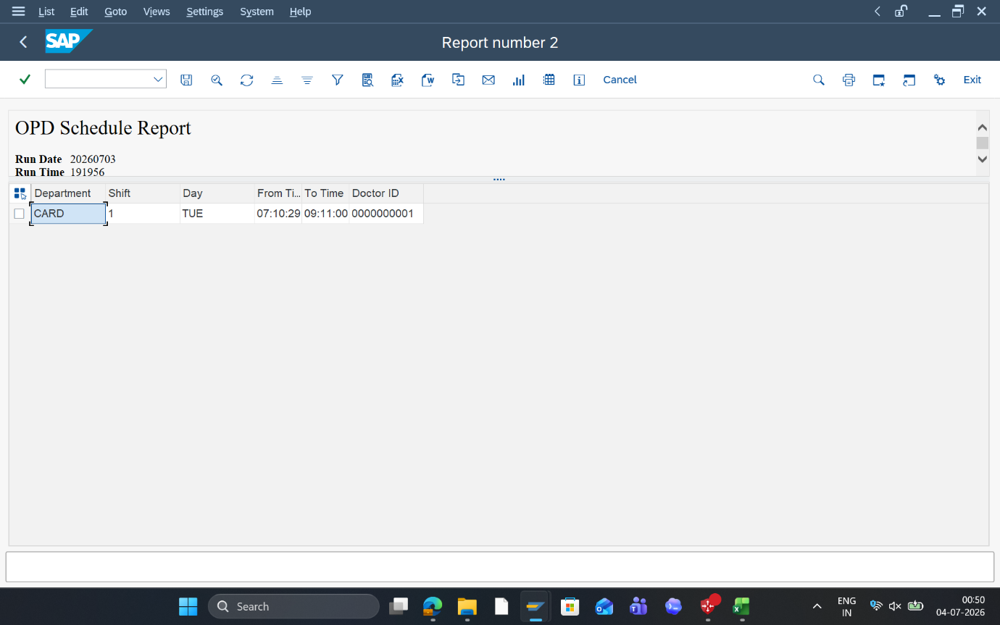 List Edit Goto Views Settings System Help
SAP Report number 2
Cancel Exit
OPD Schedule Report
Run Date 20260703
Run Time 191956
Department Shift Day From Ti... To Time Doctor ID
CARD 1 TUE 07:10:29 09:11:00 0000000001
Search
ENG
IN
00:50
04-07-2026